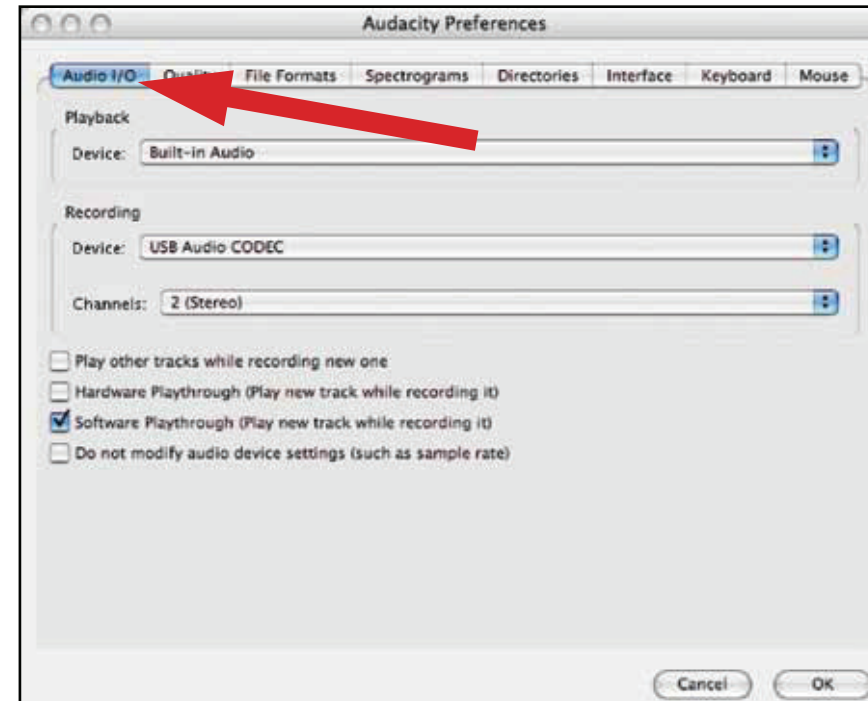 Audacity Preferences
Audio I/O Quality File Formats Spectrograms Directories Interface Keyboard Mouse
Playback
Device: Built-in Audio
Recording
Device: USB Audio CODEC
Channels: 2 (Stereo)
Play other tracks while recording new one
Hardware Playthrough (Play new track while recording it)
Software Playthrough (Play new track while recording it)
Do not modify audio device settings (such as sample rate)
Cancel OK